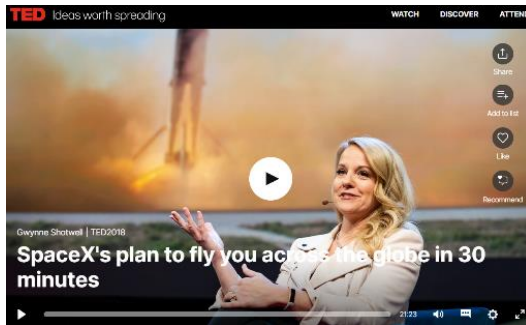 TED Ideas worth spreading
WATCH DISCOVER ATTEND
Share
Add to list
Like
Recommend
Gwynne Shotwell | TED2018
SpaceX's plan to fly you across the globe in 30
minutes
21:23